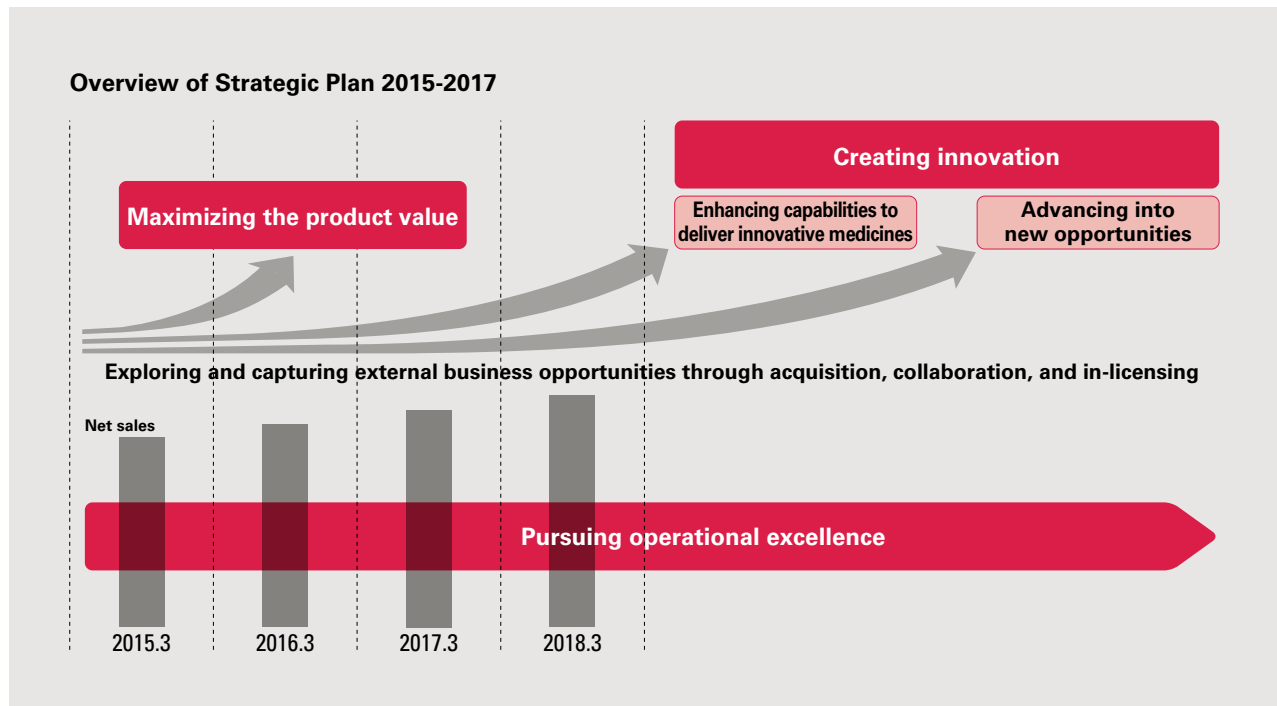 Overview of Strategic Plan 2015-2017
Creating innovation
Maximizing the product value
Enhancing capabilities to
deliver innovative medicines
Advancing into
new opportunities
Exploring and capturing external business opportunities through acquisition, collaboration, and in-licensing
Net sales
Pursuing operational excellence
2015.3
2016.3
2017.3
2018.3